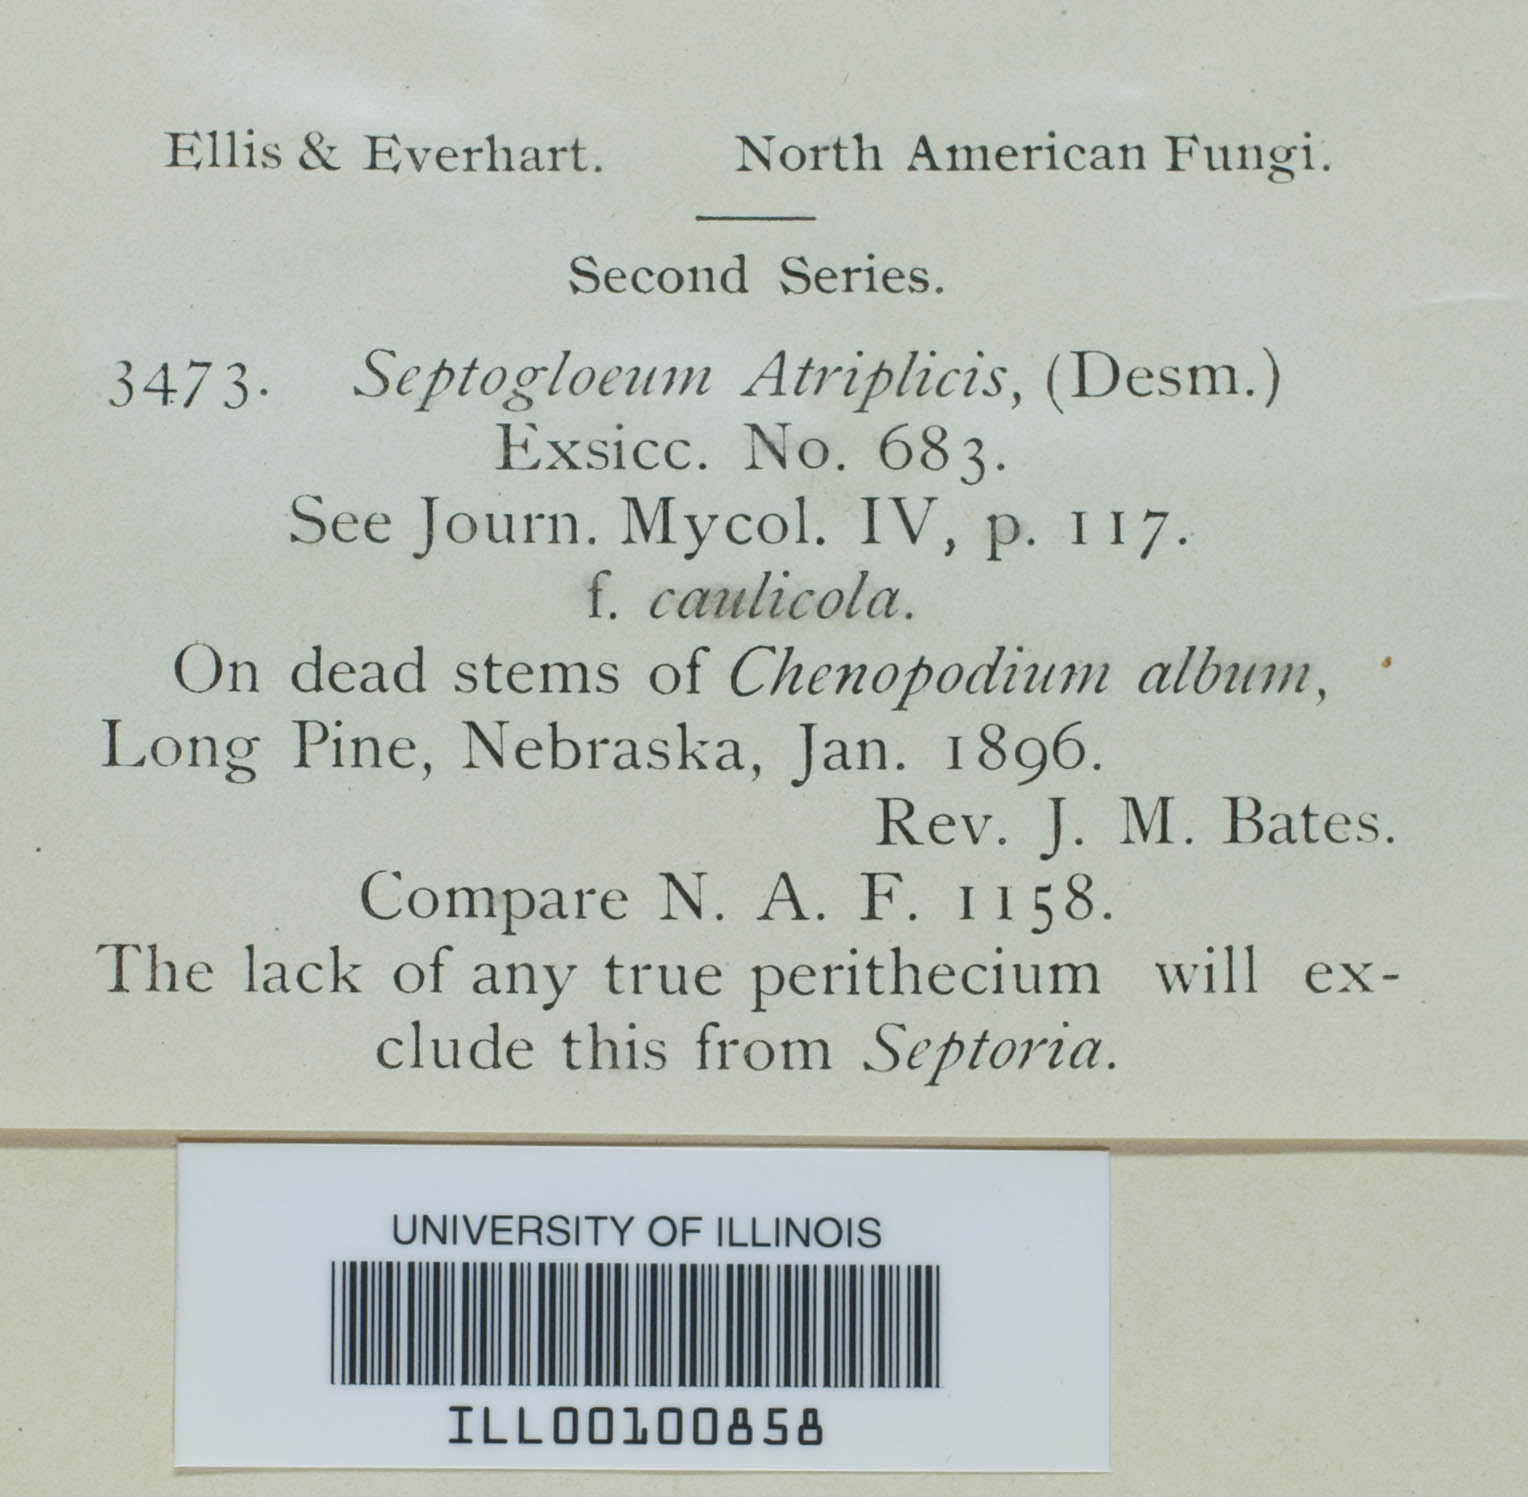 Ellis & Everhart. North American Fungi.
Second Series.
3473. Septogloeum Atriplicis, (Desm.)
Exsicc. No. 683.
See Journ. Mycol. IV, p. 117.
f. caulicola.
On dead stems of Chenopodium album,
Long Pine, Nebraska, Jan. 1896.
Rev. J. M. Bates.
Compare N. A. F. 1158.
The lack of any true perithecium will ex-
clude this from Septoria.
UNIVERSITY OF ILLINOIS
ILL00100858